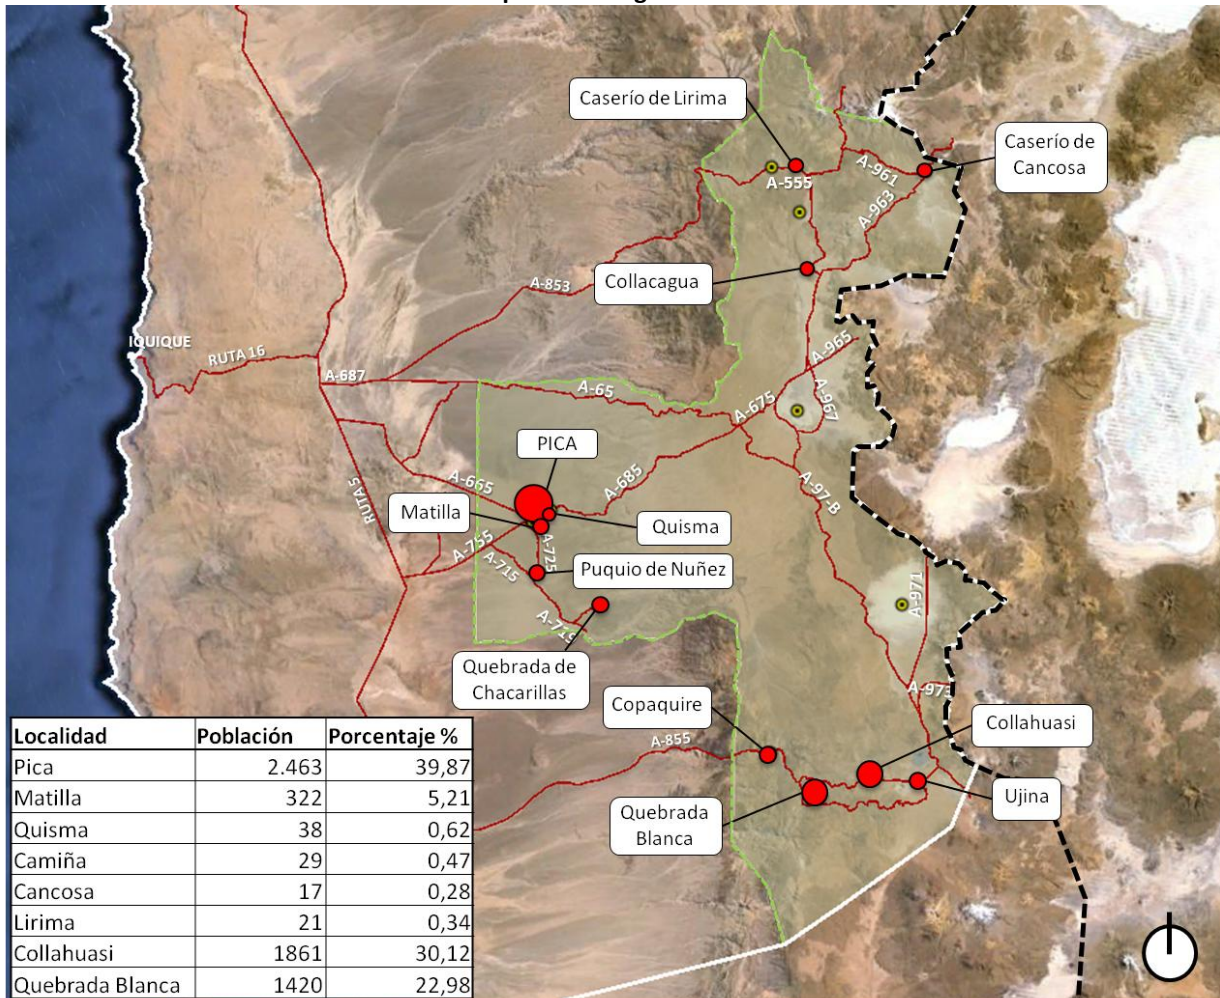 Caserío de Lirima
Caserío de
Cancosa
A-961
A-555
A-963
Collacagua
A-853
IQUIQUE
RUTA 16
A-965
A-687
A-65
A-675
A-967
PICA
A-665
A-685
RUTA 5
A-97-B
Matilla
Quisma
A-755
A-725
A-715
Puquio de Nuñez
A-971
A-719
Quebrada de
Chacarillas
A-973
Copaquire
Collahuasi
A-855
Ujina
Quebrada
Blanca
Localidad Población Porcentaje %
Pica 2.463 39,87
Matilla 322 5,21
Quisma 38 0,62
Camiña 29 0,47
Cancosa 17 0,28
Lirima 21 0,34
Collahuasi 1861 30,12
Quebrada Blanca 1420 22,98